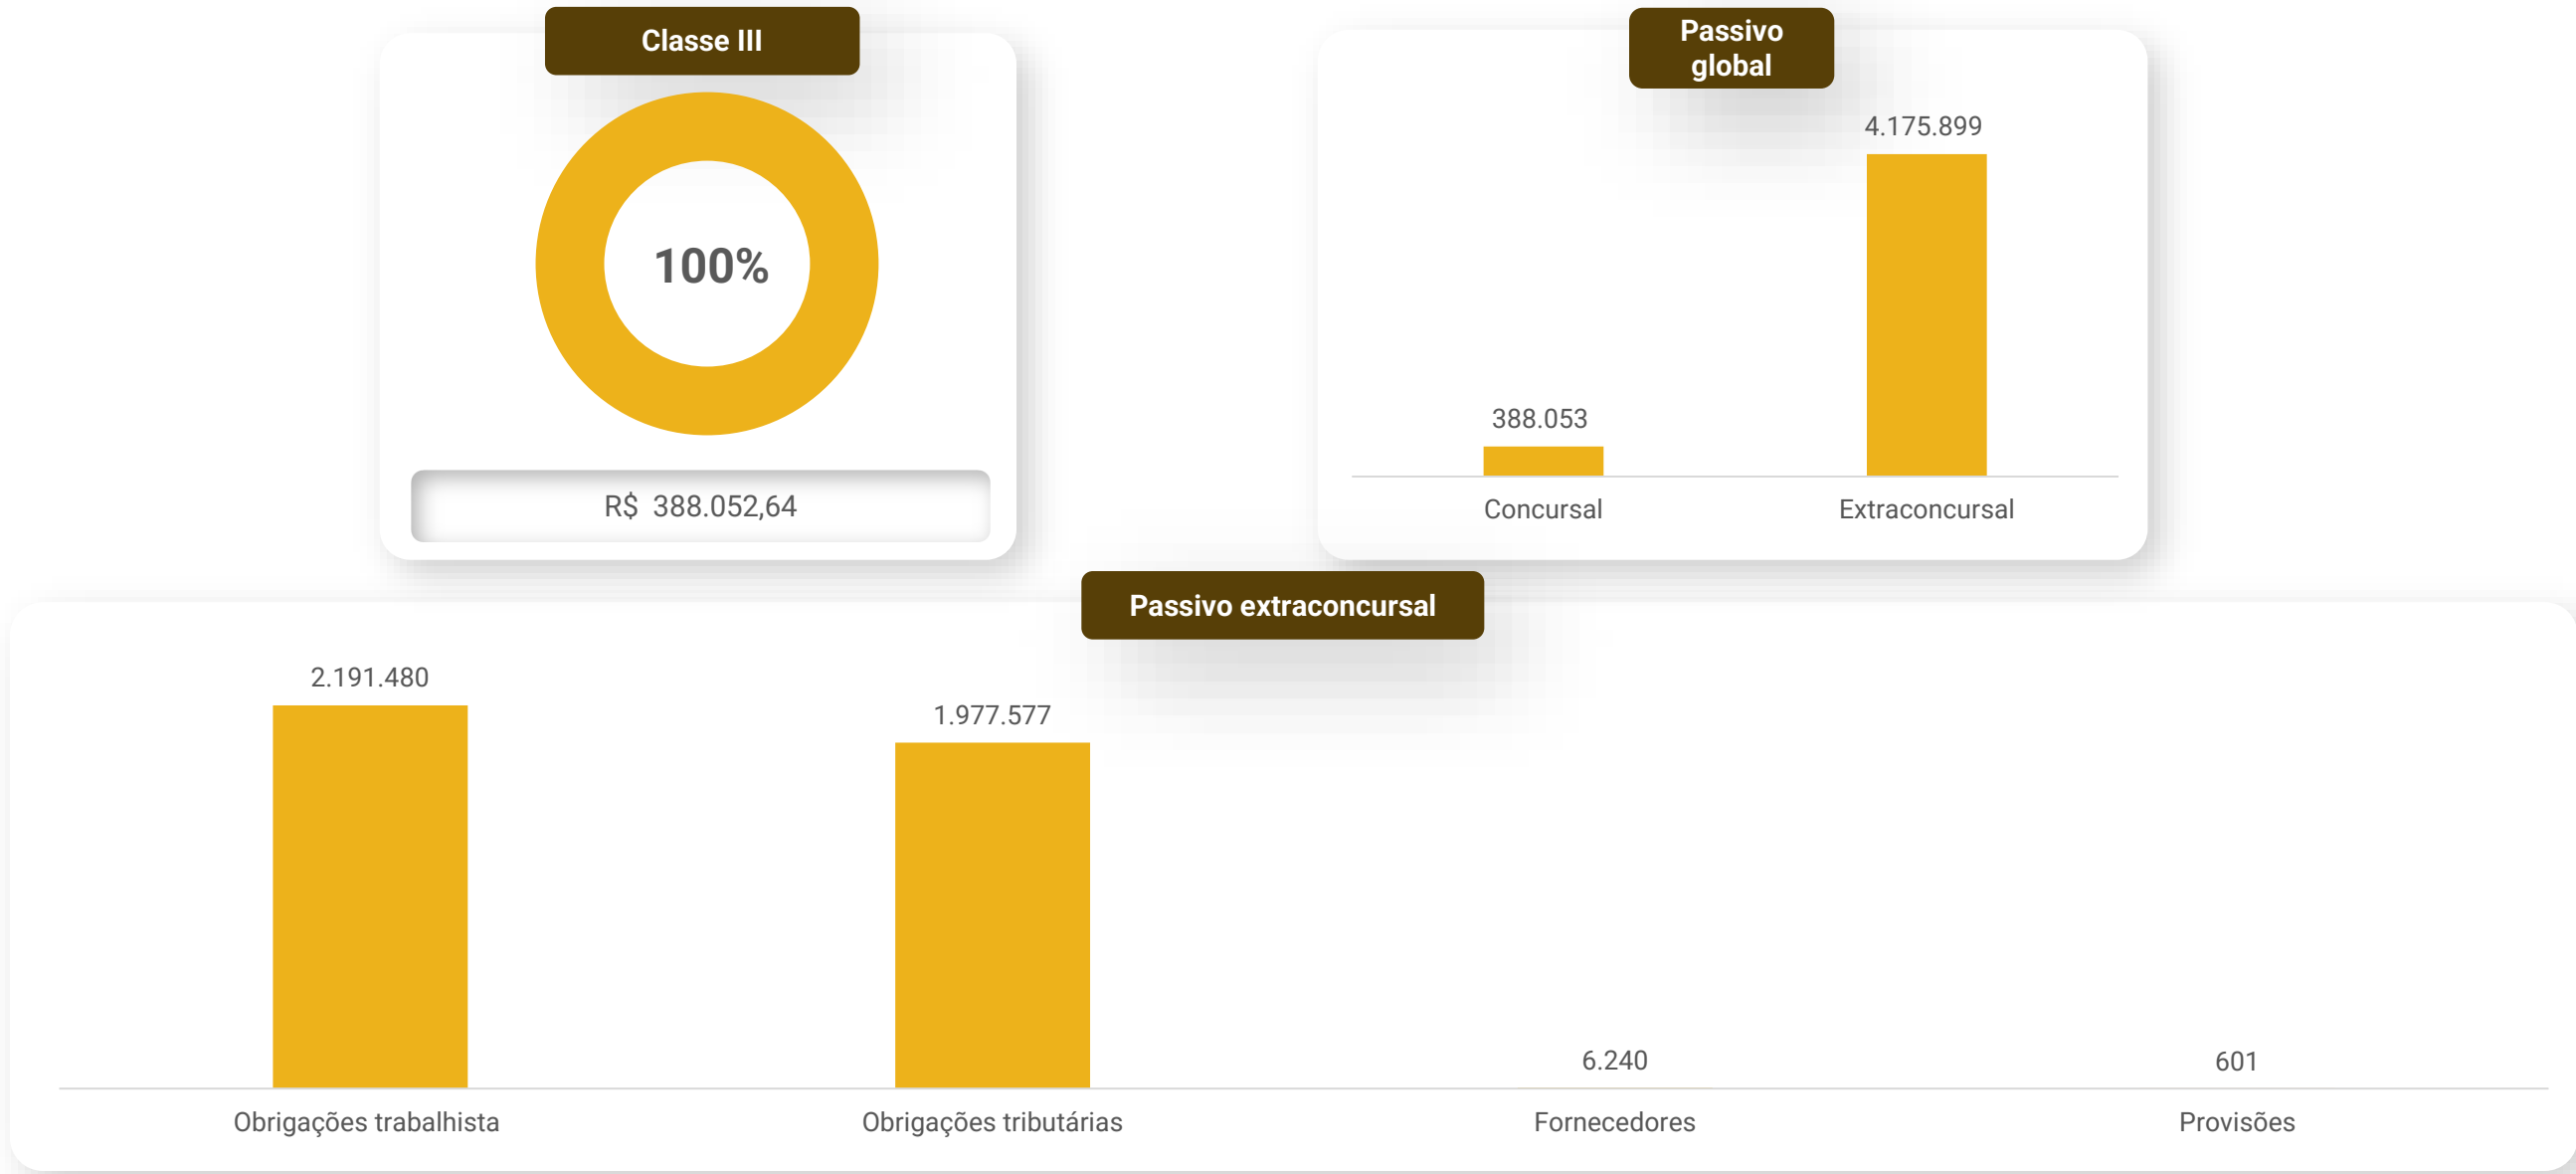 Classe III
100%
R$ 388.052,64
Passivo
global
4.175.899
388.053
Concursal
Extraconcursal
Passivo extraconcursal
2.191.480
1.977.577
6.240
601
Obrigações trabalhista
Obrigações tributárias
Fornecedores
Provisões